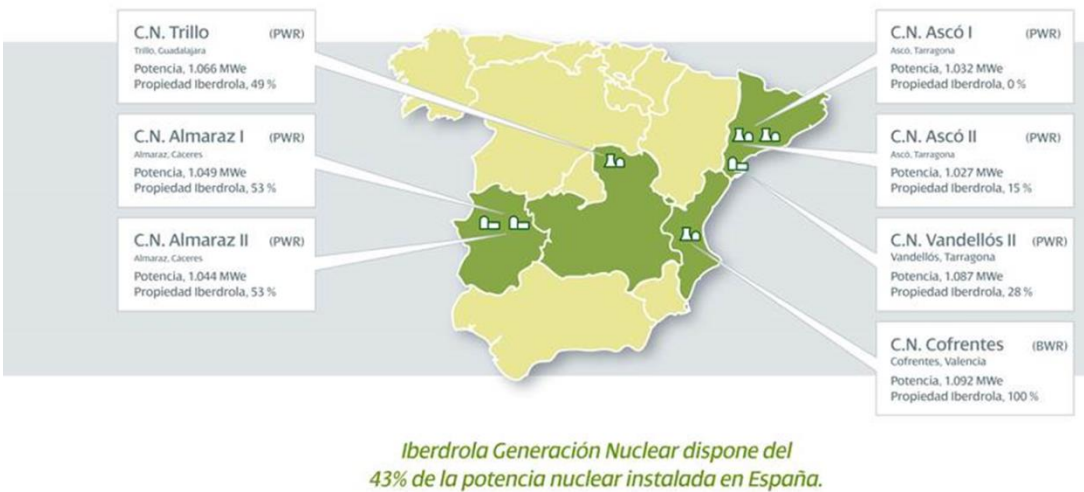 C.N. Trillo (PWR)
Trillo, Guadalajara
Potencia, 1.066 MWe
Propiedad Iberdrola, 49 %
C.N. Almaraz I (PWR)
Almaraz, Cáceres
Potencia, 1.049 MWe
Propiedad Iberdrola, 53 %
C.N. Almaraz II (PWR)
Almaraz, Cáceres
Potencia, 1.044 MWe
Propiedad Iberdrola, 53 %
C.N. Ascó I (PWR)
Ascó, Tarragona
Potencia, 1.032 MWe
Propiedad Iberdrola, 0 %
C.N. Ascó II (PWR)
Ascó, Tarragona
Potencia, 1.027 MWe
Propiedad Iberdrola, 15 %
C.N. Vandellós II (PWR)
Vandellós, Tarragona
Potencia, 1.087 MWe
Propiedad Iberdrola, 28 %
C.N. Cofrentes (BWR)
Cofrentes, Valencia
Potencia, 1.092 MWe
Propiedad Iberdrola, 100 %
Iberdrola Generación Nuclear dispone del
43% de la potencia nuclear instalada en España.